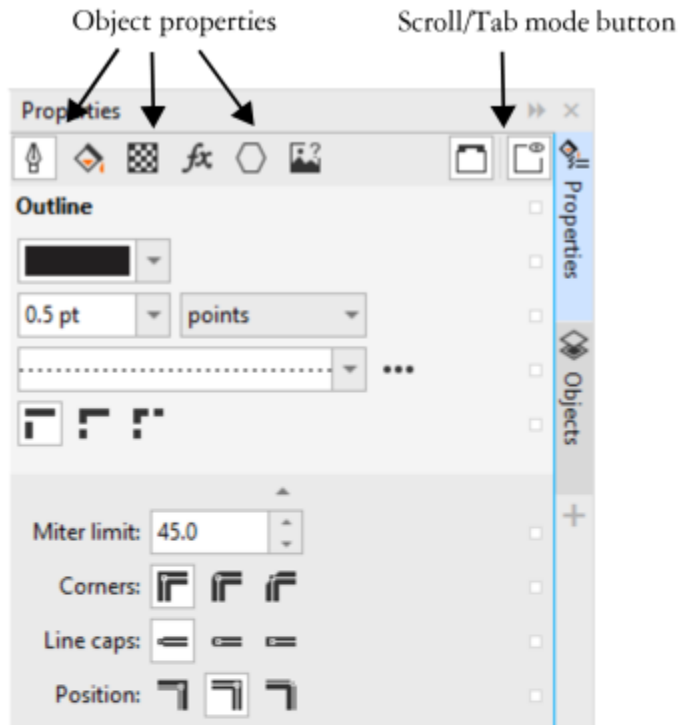 Object properties
Scroll/Tab mode button
Properties
Outline
0.5 pt
points
Miter limit: 45.0
Corners:
Line caps:
Position:
Properties
Objects